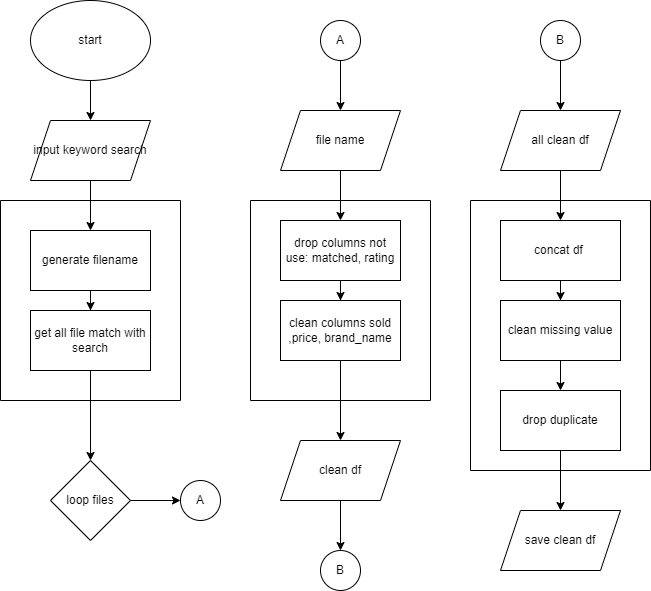 start
input keyword search
generate filename
get all file match with
search
loop files
A
A
file name
drop columns not
use: matched, rating
clean columns sold
,price, brand_name
clean df
B
B
all clean df
concat df
clean missing value
drop duplicate
save clean df